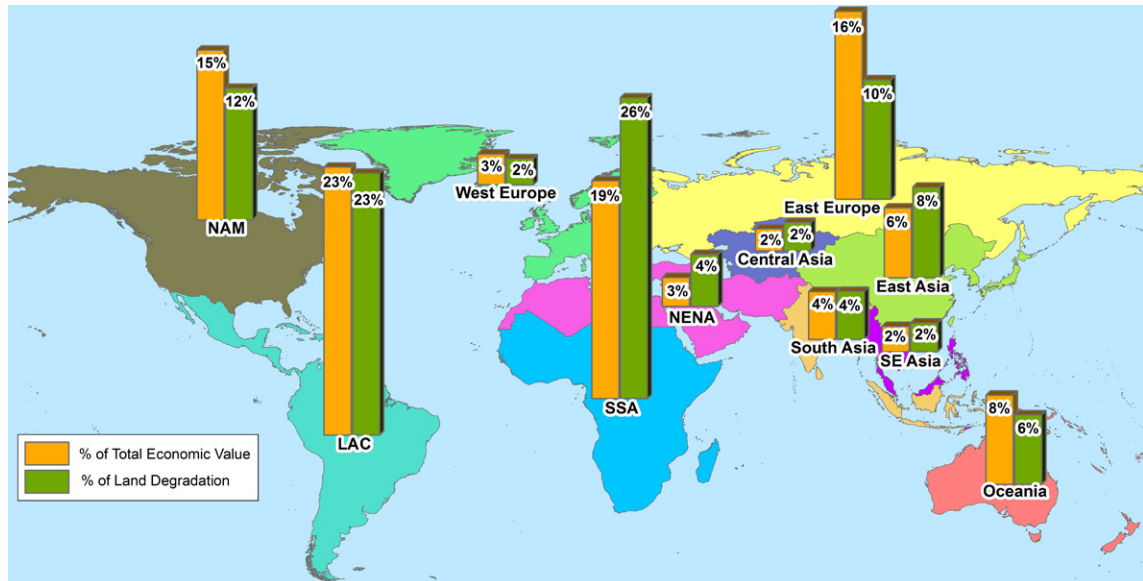 16%
15%
10%
12%
26%
3%
2%
West Europe
23%
23%
19%
East Europe
8%
6%
2%
2%
NAM
Central Asia
4%
East Asia
3%
4%
4%
NENA
South Asia
2%
2%
SE Asia
SSA
8%
6%
LAC
% of Total Economic Value
% of Land Degradation
Oceania